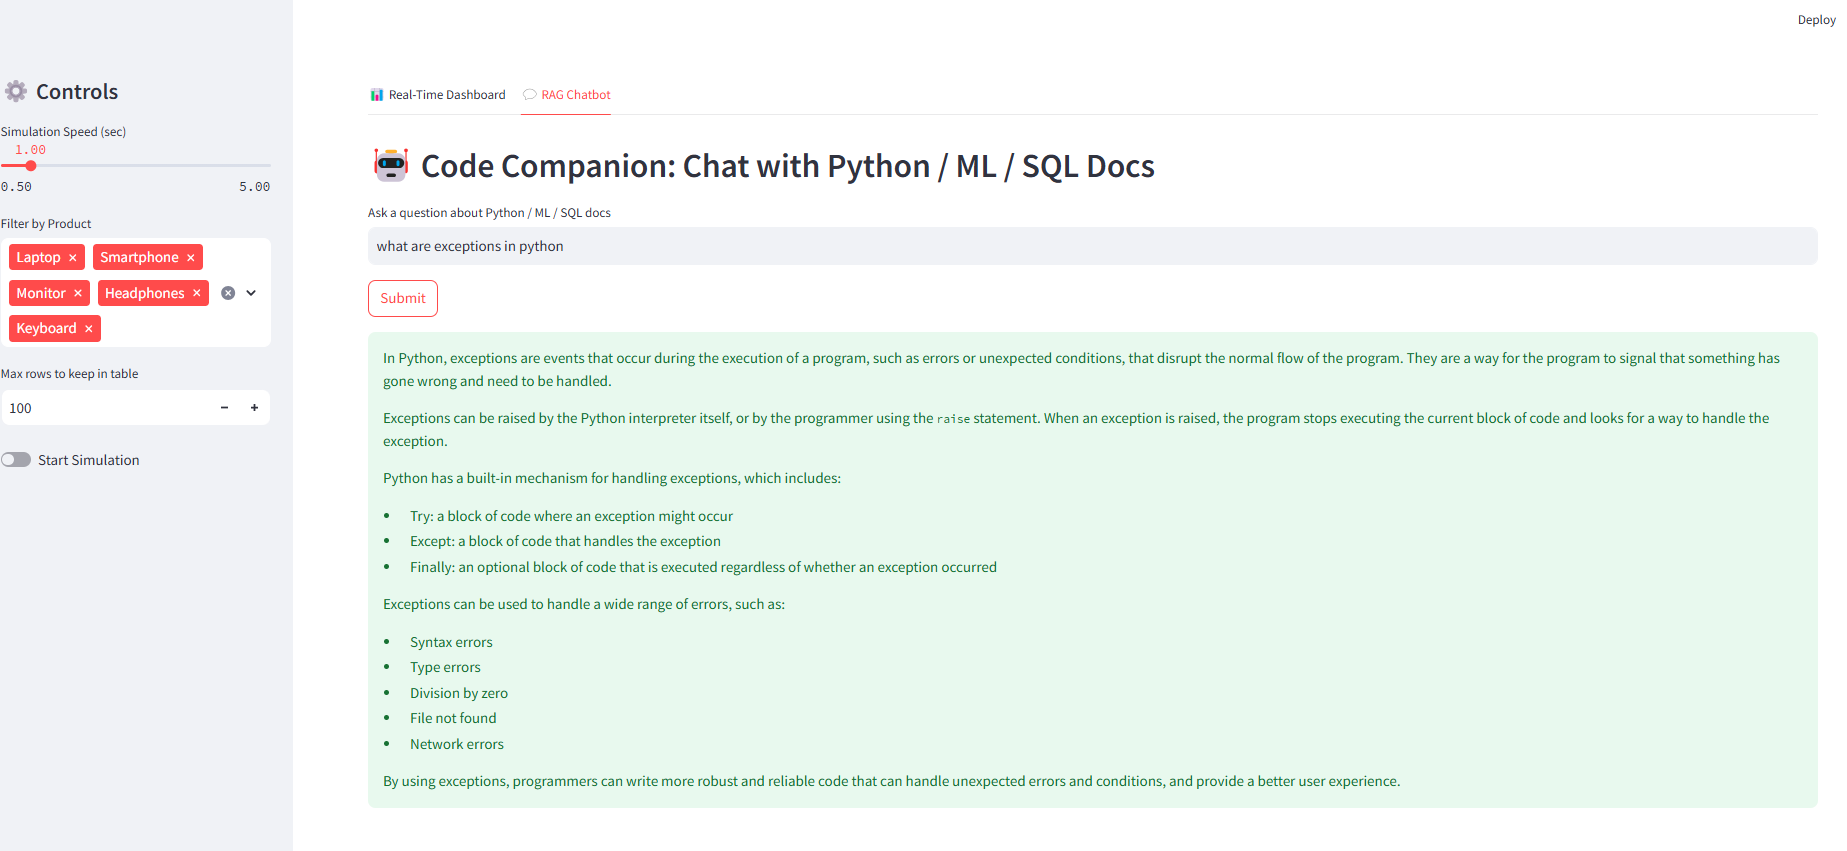 Deploy
Controls
Simulation Speed (sec)
1.00
0.50 5.00
Filter by Product
Laptop × Smartphone ×
Monitor × Headphones ×
Keyboard ×
Max rows to keep in table
100 − +
Start Simulation
Real-Time Dashboard RAG Chatbot
Code Companion: Chat with Python / ML / SQL Docs
Ask a question about Python / ML / SQL docs
what are exceptions in python
Submit
In Python, exceptions are events that occur during the execution of a program, such as errors or unexpected conditions, that disrupt the normal flow of the program. They are a way for the program to signal that something has
gone wrong and need to be handled.
Exceptions can be raised by the Python interpreter itself, or by the programmer using the raise statement. When an exception is raised, the program stops executing the current block of code and looks for a way to handle the
exception.
Python has a built-in mechanism for handling exceptions, which includes:
• Try: a block of code where an exception might occur
• Except: a block of code that handles the exception
• Finally: an optional block of code that is executed regardless of whether an exception occurred
Exceptions can be used to handle a wide range of errors, such as:
• Syntax errors
• Type errors
• Division by zero
• File not found
• Network errors
By using exceptions, programmers can write more robust and reliable code that can handle unexpected errors and conditions, and provide a better user experience.